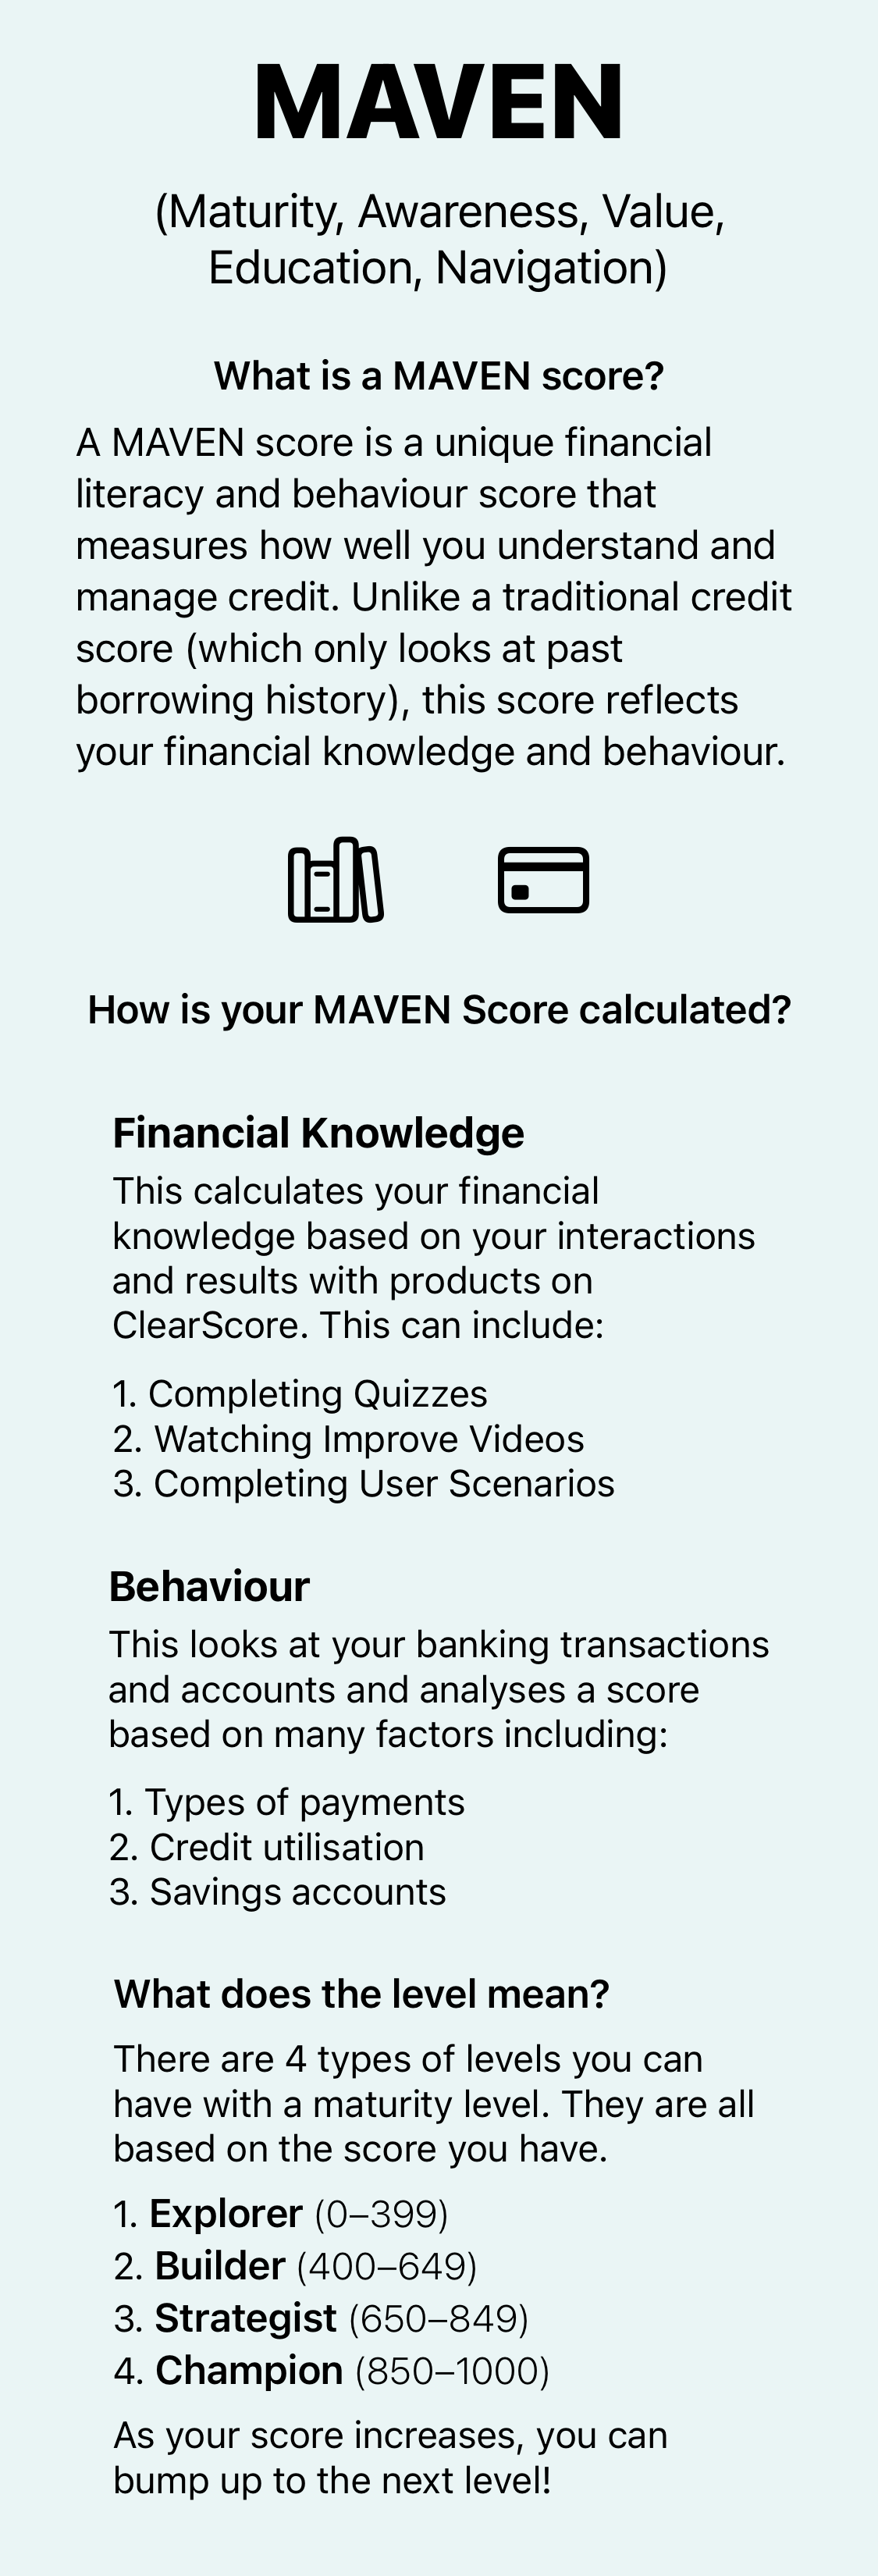 MAVEN
(Maturity, Awareness, Value,
Education, Navigation)
What is a MAVEN score?
A MAVEN score is a unique financial
literacy and behaviour score that
measures how well you understand and
manage credit. Unlike a traditional credit
score (which only looks at past
borrowing history), this score reflects
your financial knowledge and behaviour.
How is your MAVEN Score calculated?
Financial Knowledge
This calculates your financial
knowledge based on your interactions
and results with products on
ClearScore. This can include:
1. Completing Quizzes
2. Watching Improve Videos
3. Completing User Scenarios
Behaviour
This looks at your banking transactions
and accounts and analyses a score
based on many factors including:
1. Types of payments
2. Credit utilisation
3. Savings accounts
What does the level mean?
There are 4 types of levels you can
have with a maturity level. They are all
based on the score you have.
1. Explorer (0–399)
2. Builder (400–649)
3. Strategist (650–849)
4. Champion (850–1000)
As your score increases, you can
bump up to the next level!